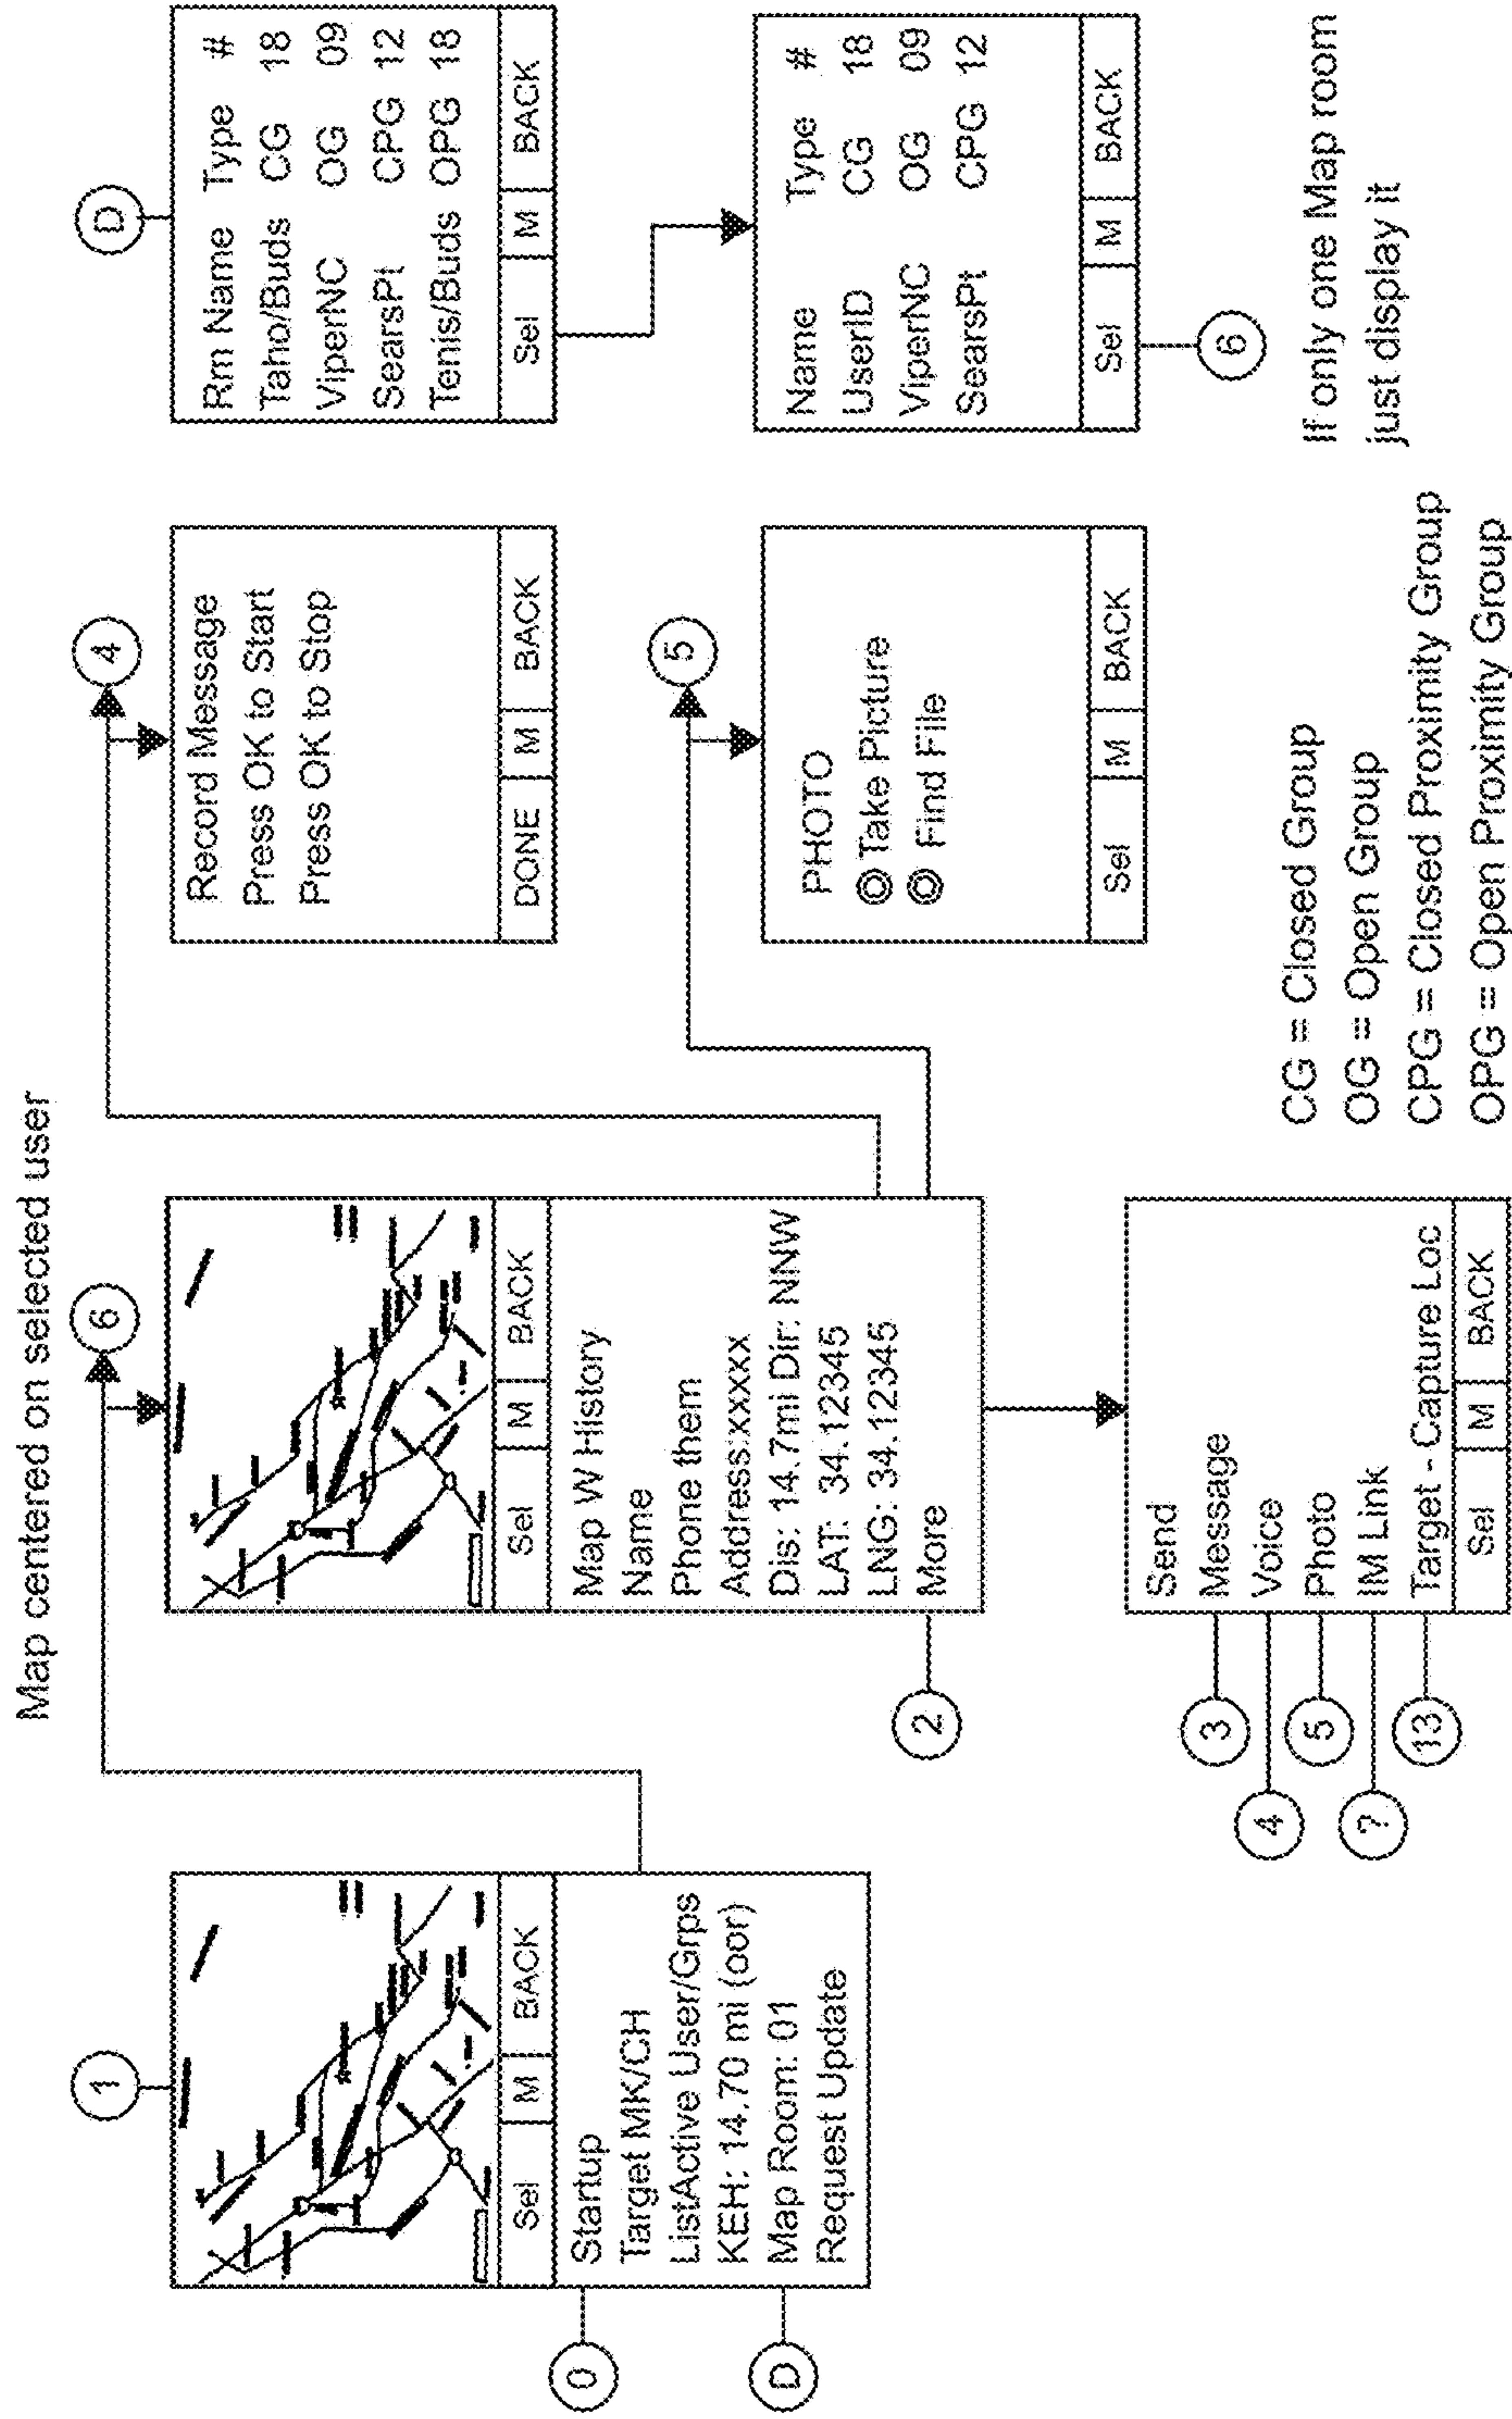 Map centered on selected user
1
Sel M BACK
Startup
Target MK/CH
ListActive User/Grps
KEH: 14.70 mi (oor)
Map Room: 01
Request Update
0
D
6
Sel M BACK
Map W History
Name
Phone them
Address:xxxxx
Dis: 14.7mi Dir: NNW
LAT: 34.12345
LNG: 34.12345
More
2
Send
Message
Voice
Photo
IM Link
Target - Capture Loc
Sel M BACK
3
4
5
?
13
4
Record Message
Press OK to Start
Press OK to Stop
DONE M BACK
5
PHOTO
Take Picture
Find File
Sel M BACK
CG = Closed Group
OG = Open Group
CPG = Closed Proximity Group
OPG = Open Proximity Group
D
Rm Name Type #
Taho/Buds CG 18
ViperNC OG 09
SearsPt CPG 12
Tenis/Buds OPG 18
Sel M BACK
Name Type #
UserID CG 18
ViperNC OG 09
SearsPt CPG 12
Sel M BACK
6
If only one Map room
just display it